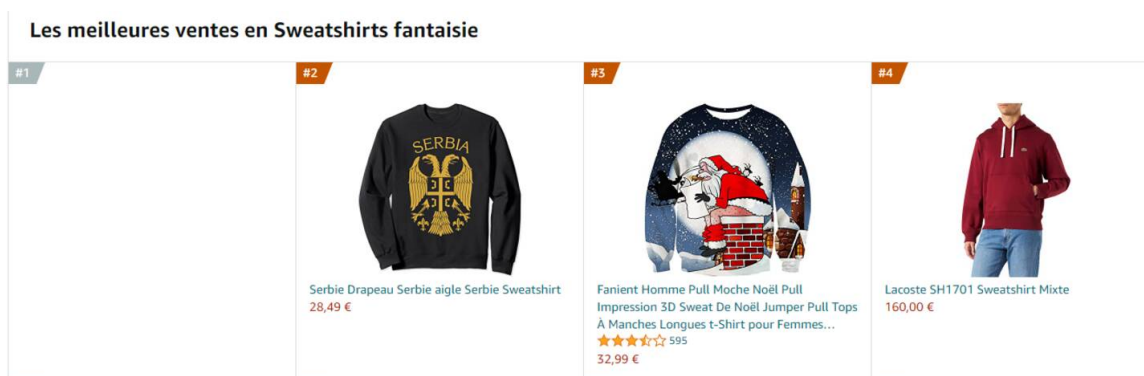 Les meilleures ventes en Sweatshirts fantaisie
#1
#2
SERBIA
Serbie Drapeau Serbie aigle Serbie Sweatshirt
28,49 €
#3
Fanient Homme Pull Moche Noël Pull
Impression 3D Sweat De Noël Jumper Pull Tops
À Manches Longues t-Shirt pour Femmes...
595
32,99 €
#4
Lacoste SH1701 Sweatshirt Mixte
160,00 €